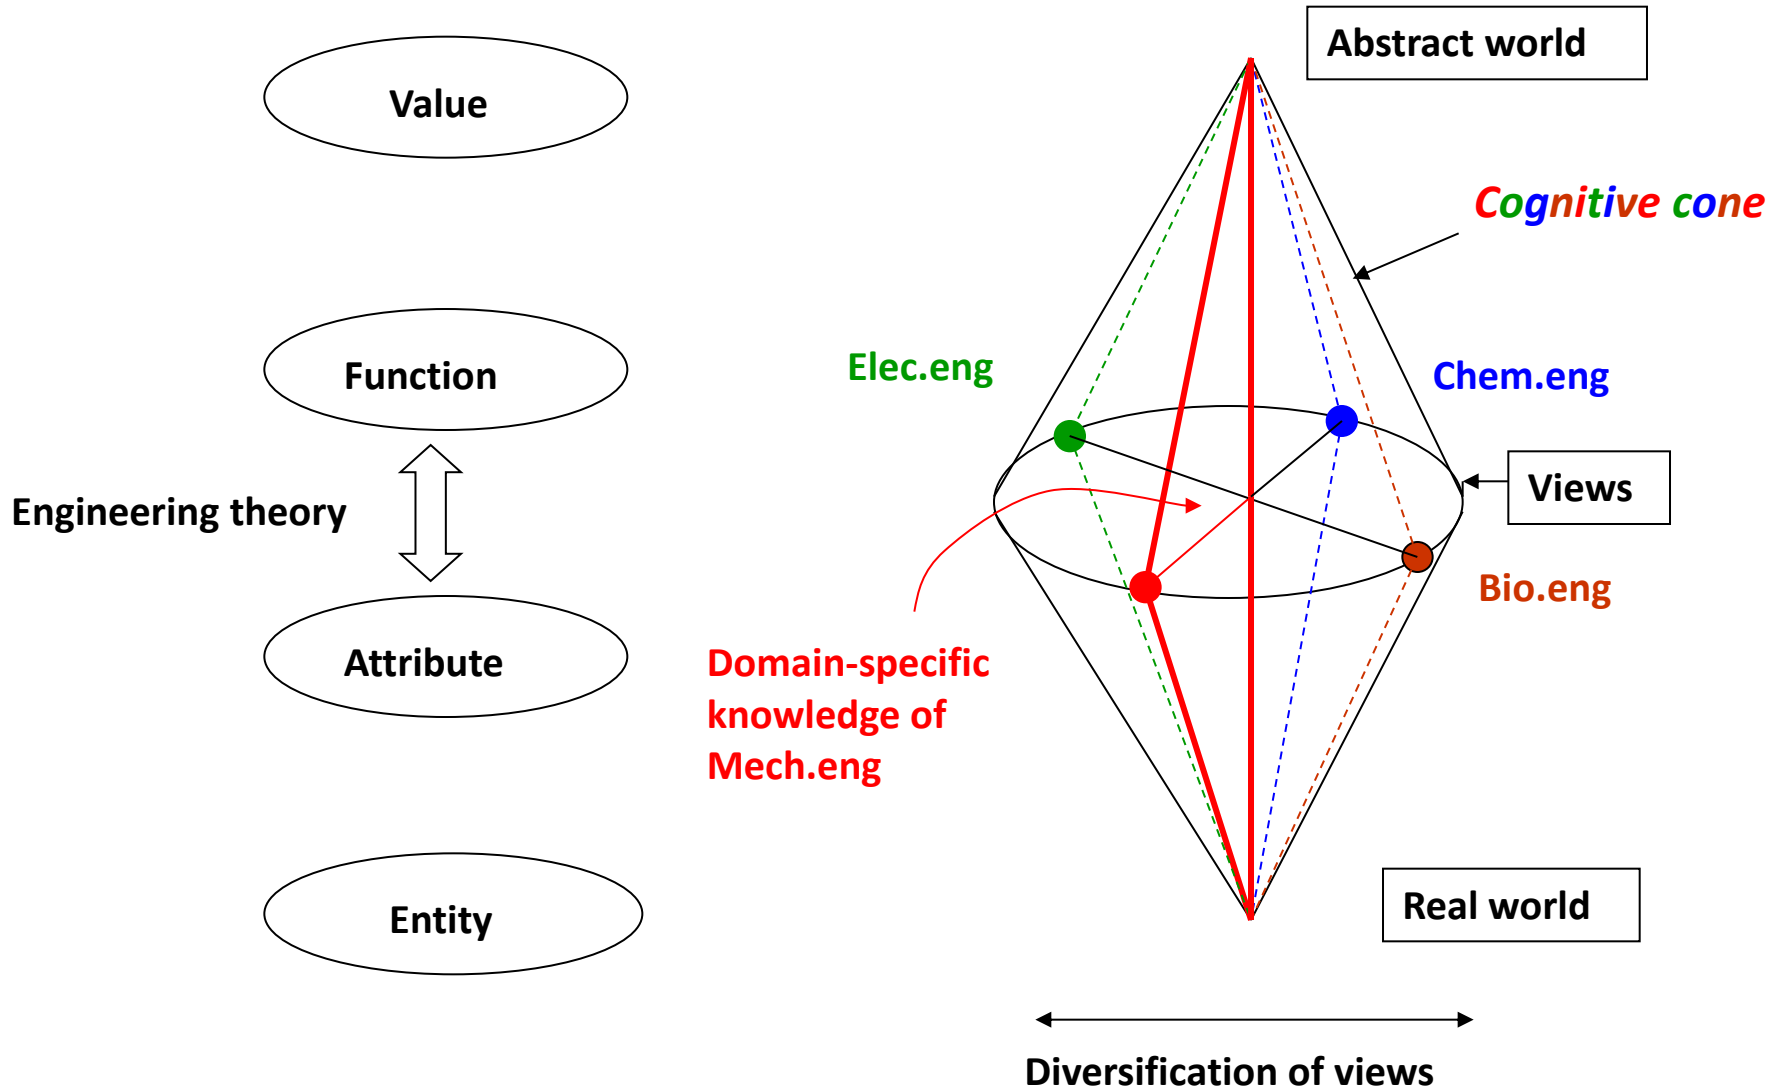 Abstract world
Value
Cognitive cone
Function
Elec.eng
Chem.eng
Engineering theory
Views
Bio.eng
Attribute
Domain-specific
knowledge of
Mech.eng
Entity
Real world
Diversification of views